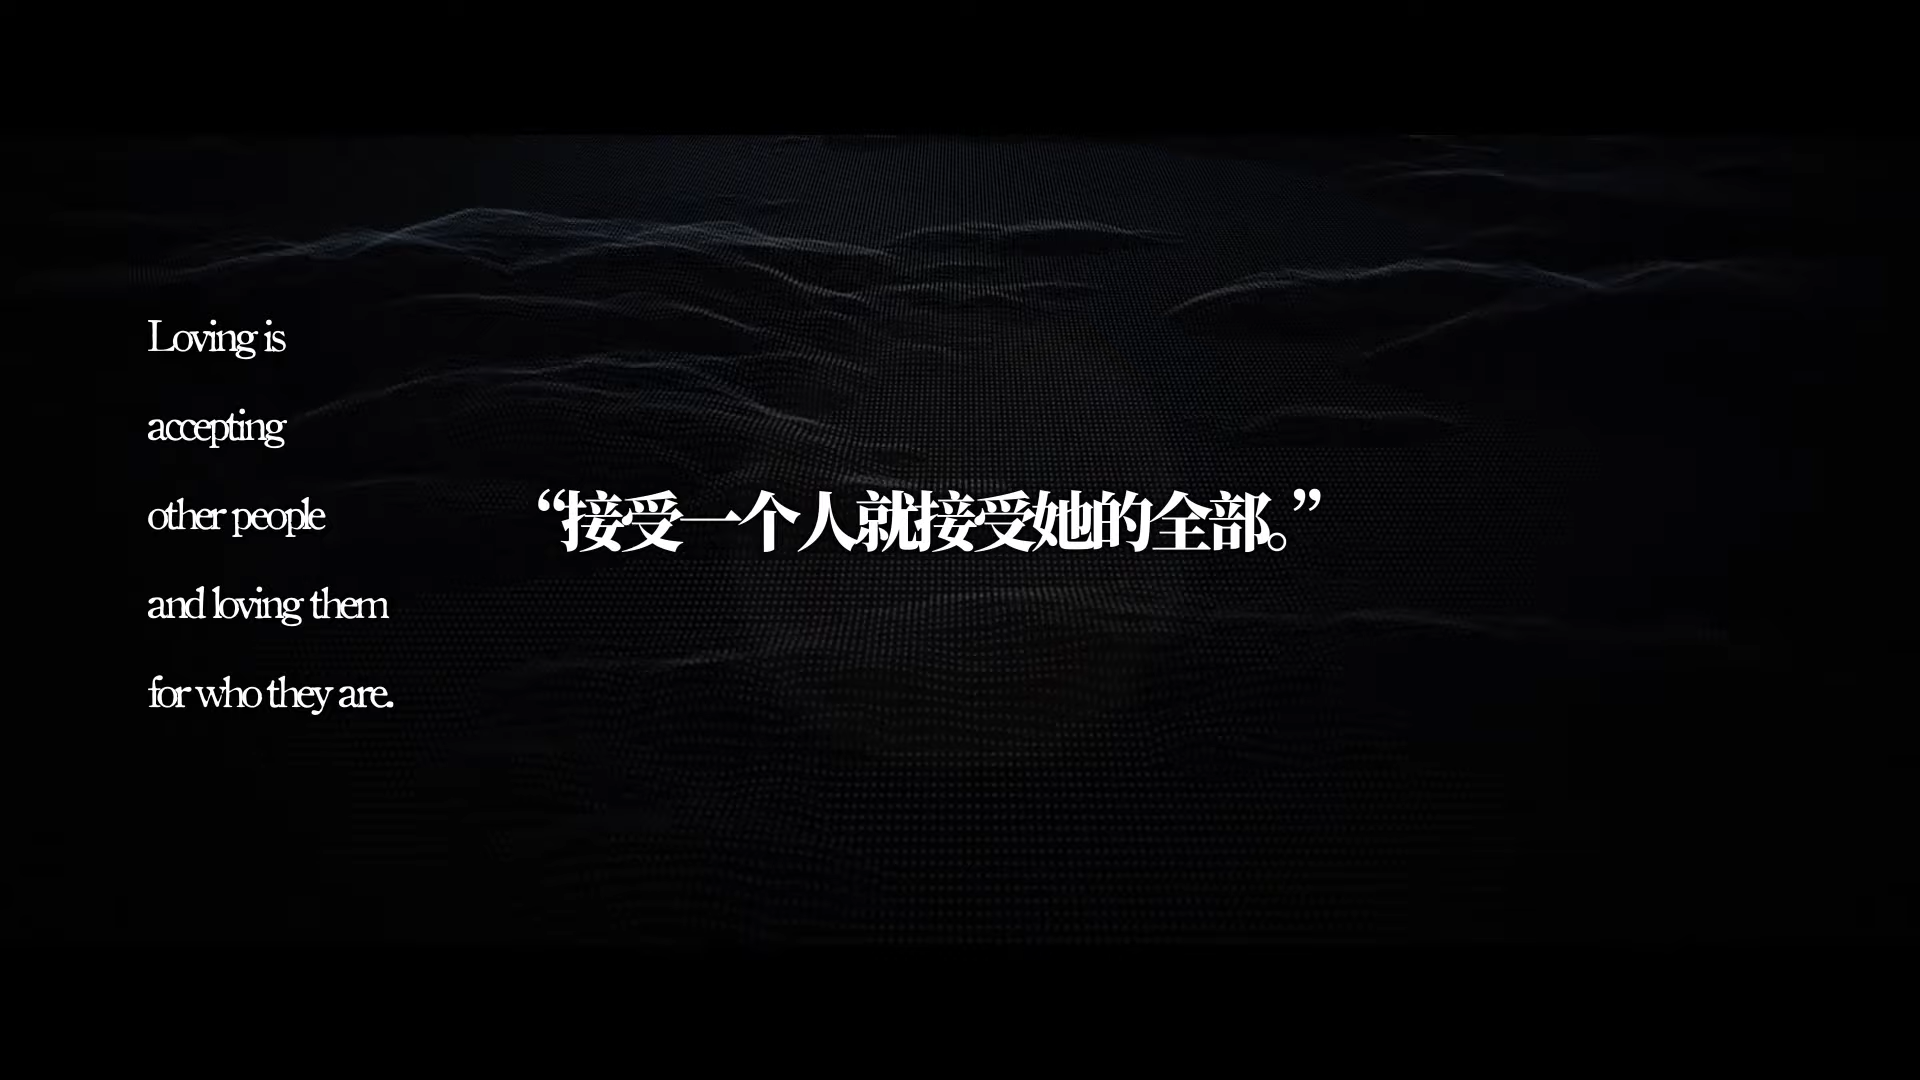 Loving is
accepting
other people
and loving them
for who they are.
“接受一个人就接受她的全部。”